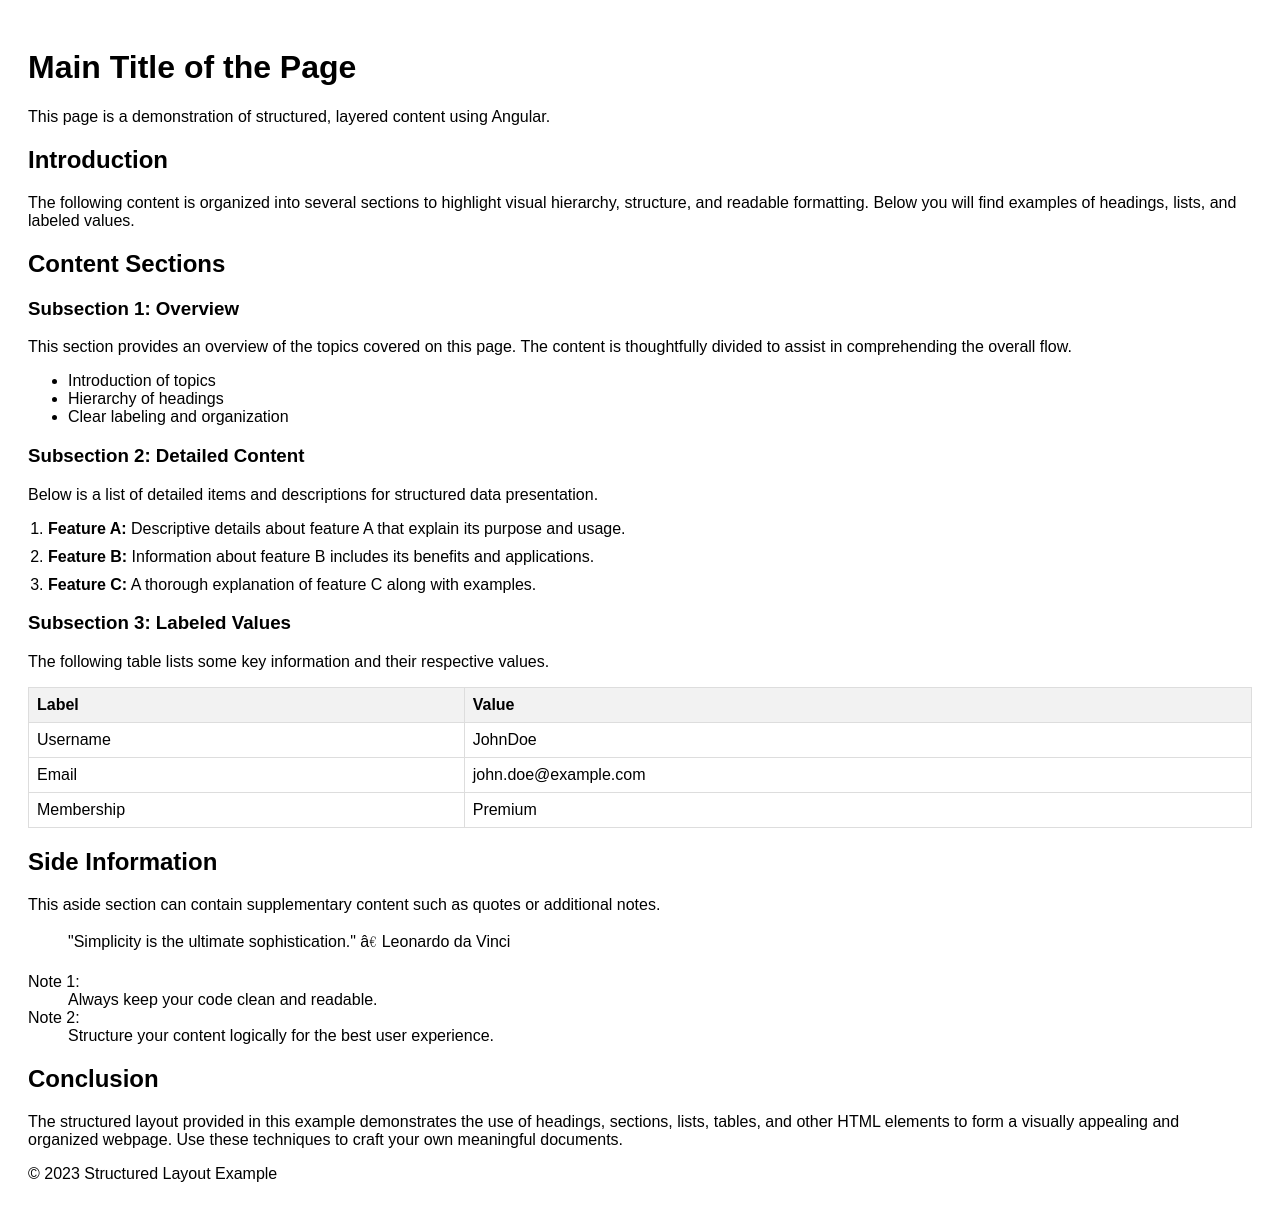 Main Title of the Page
This page is a demonstration of structured, layered content using Angular.
Introduction
The following content is organized into several sections to highlight visual hierarchy, structure, and readable formatting. Below you will find examples of headings, lists, and
labeled values.
Content Sections
Subsection 1: Overview
This section provides an overview of the topics covered on this page. The content is thoughtfully divided to assist in comprehending the overall flow.
• Introduction of topics
• Hierarchy of headings
• Clear labeling and organization
Subsection 2: Detailed Content
Below is a list of detailed items and descriptions for structured data presentation.
1. Feature A: Descriptive details about feature A that explain its purpose and usage.
2. Feature B: Information about feature B includes its benefits and applications.
3. Feature C: A thorough explanation of feature C along with examples.
Subsection 3: Labeled Values
The following table lists some key information and their respective values.
Label Value
Username JohnDoe
Email john.doe@example.com
Membership Premium
Side Information
This aside section can contain supplementary content such as quotes or additional notes.
"Simplicity is the ultimate sophistication." â€ Leonardo da Vinci
Note 1:
Always keep your code clean and readable.
Note 2:
Structure your content logically for the best user experience.
Conclusion
The structured layout provided in this example demonstrates the use of headings, sections, lists, tables, and other HTML elements to form a visually appealing and
organized webpage. Use these techniques to craft your own meaningful documents.
© 2023 Structured Layout Example